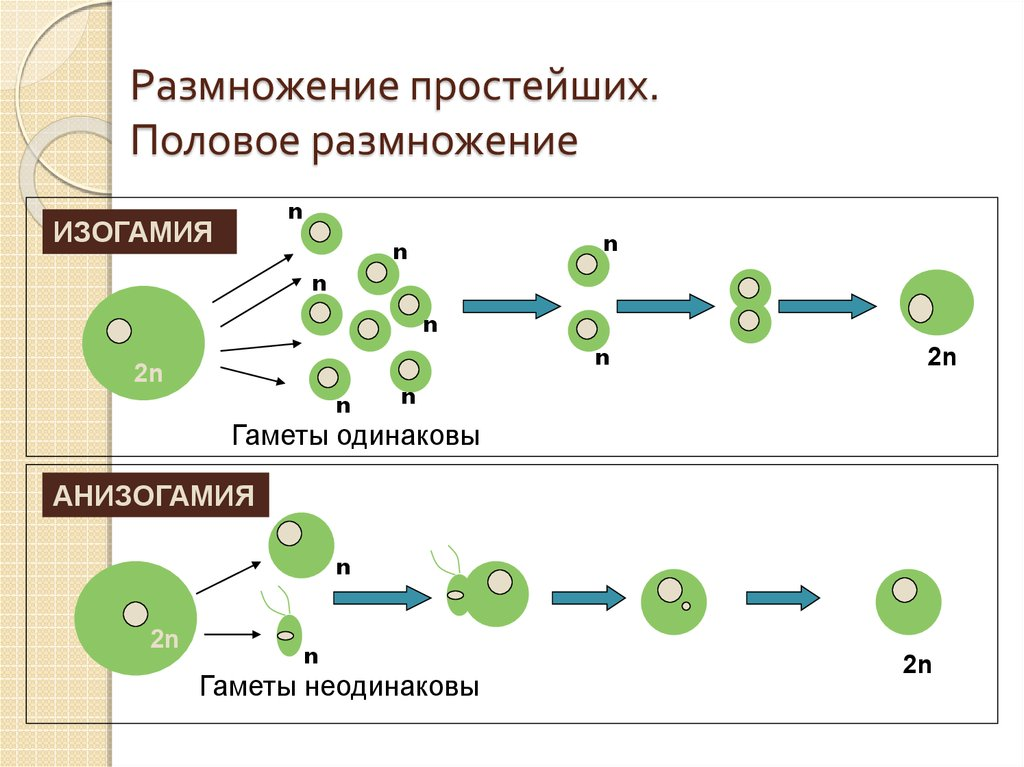 Размножение простейших.
Половое размножение
ИЗОГАМИЯ
n
n
n
n
n
n
2n
n
n
2n
Гаметы одинаковы
АНИЗОГАМИЯ
n
2n
n
2n
Гаметы неодинаковы